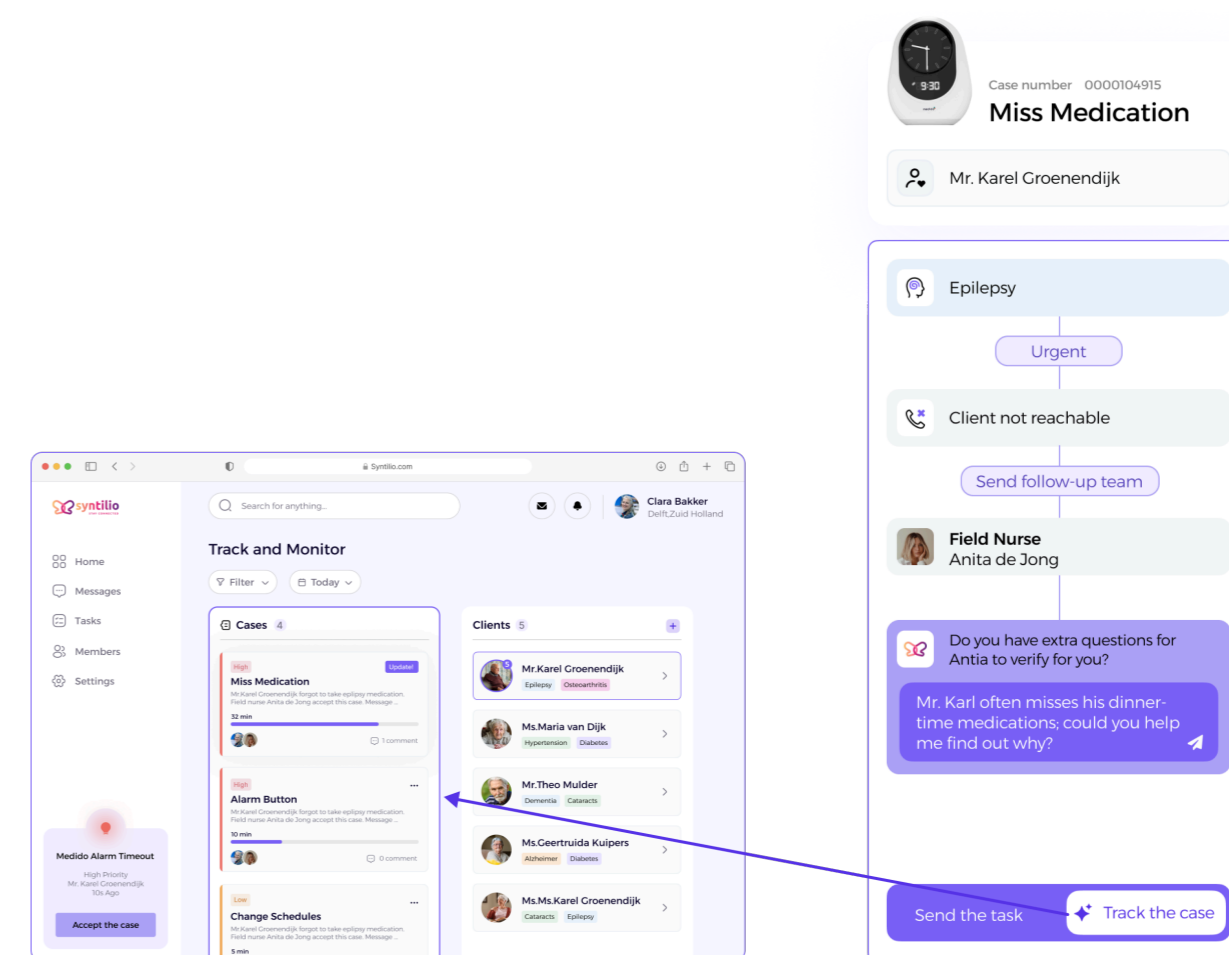 9:30
Case number 0000104915
Miss Medication
Mr. Karel Groenendijk
Epilepsy
Urgent
Client not reachable
Send follow-up team
Field Nurse
Anita de Jong
Do you have extra questions for
Antia to verify for you?
Mr. Karl often misses his dinner-
time medications; could you help
me find out why?
Send the task
Track the case
Syntilio.com
syntilio
Search for anything...
Clara Bakker
Delft,Zuid Holland
Home
Messages
Tasks
Members
Settings
Medido Alarm Timeout
High Priority
Mr. Karel Groenendijk
10s Ago
Accept the case
Track and Monitor
Filter
Today
Cases 4
High
Update!
Miss Medication
Mr.Karel Groenendijk forgot to take eplipsy medication.
Field nurse Anita de Jong accept this case. Message ...
32 min
1 comment
High
Alarm Button
Mr.Karel Groenendijk forgot to take eplipsy medication.
Field nurse Anita de Jong accept this case. Message ...
10 min
0 comment
Low
Change Schedules
Mr.Karel Groenendijk forgot to take eplipsy medication.
Field nurse Anita de Jong accept this case. Message ...
5 min
Clients 5
5
Mr.Karel Groenendijk
Epilepsy Osteoarthritis
Ms.Maria van Dijk
Hypertension Diabetes
Mr.Theo Mulder
Dementia Cataracts
Ms.Geertruida Kuipers
Alzheimer Diabetes
Ms.Ms.Karel Groenendijk
Cataracts Epilepsy